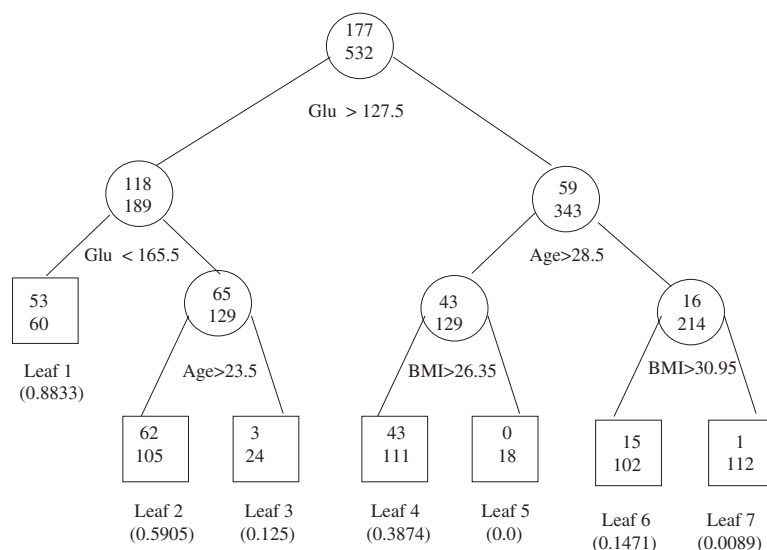 177
532
Glu > 127.5
118
189
59
343
Glu < 165.5
Age>28.5
53
60
65
129
43
129
16
214
Leaf 1
(0.8833)
Age>23.5
BMI>26.35
BMI>30.95
62
105
3
24
43
111
0
18
15
102
1
112
Leaf 2
(0.5905)
Leaf 3
(0.125)
Leaf 4
(0.3874)
Leaf 5
(0.0)
Leaf 6
(0.1471)
Leaf 7
(0.0089)